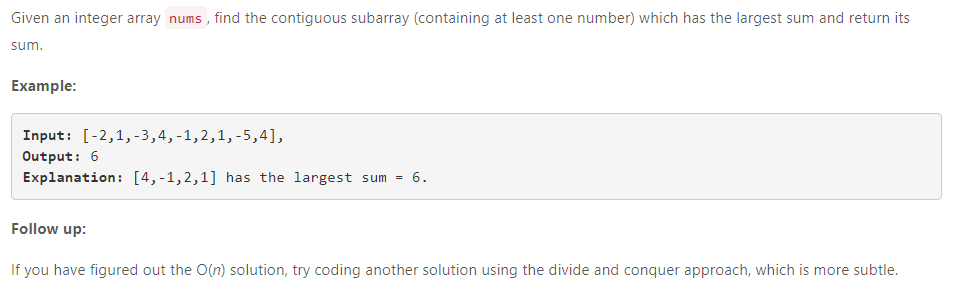 Given an integer array nums , find the contiguous subarray (containing at least one number) which has the largest sum and return its
sum.
Example:
Input: [-2,1,-3,4,-1,2,1,-5,4],
Output: 6
Explanation: [4,-1,2,1] has the largest sum = 6.
Follow up:
If you have figured out the O(n) solution, try coding another solution using the divide and conquer approach, which is more subtle.